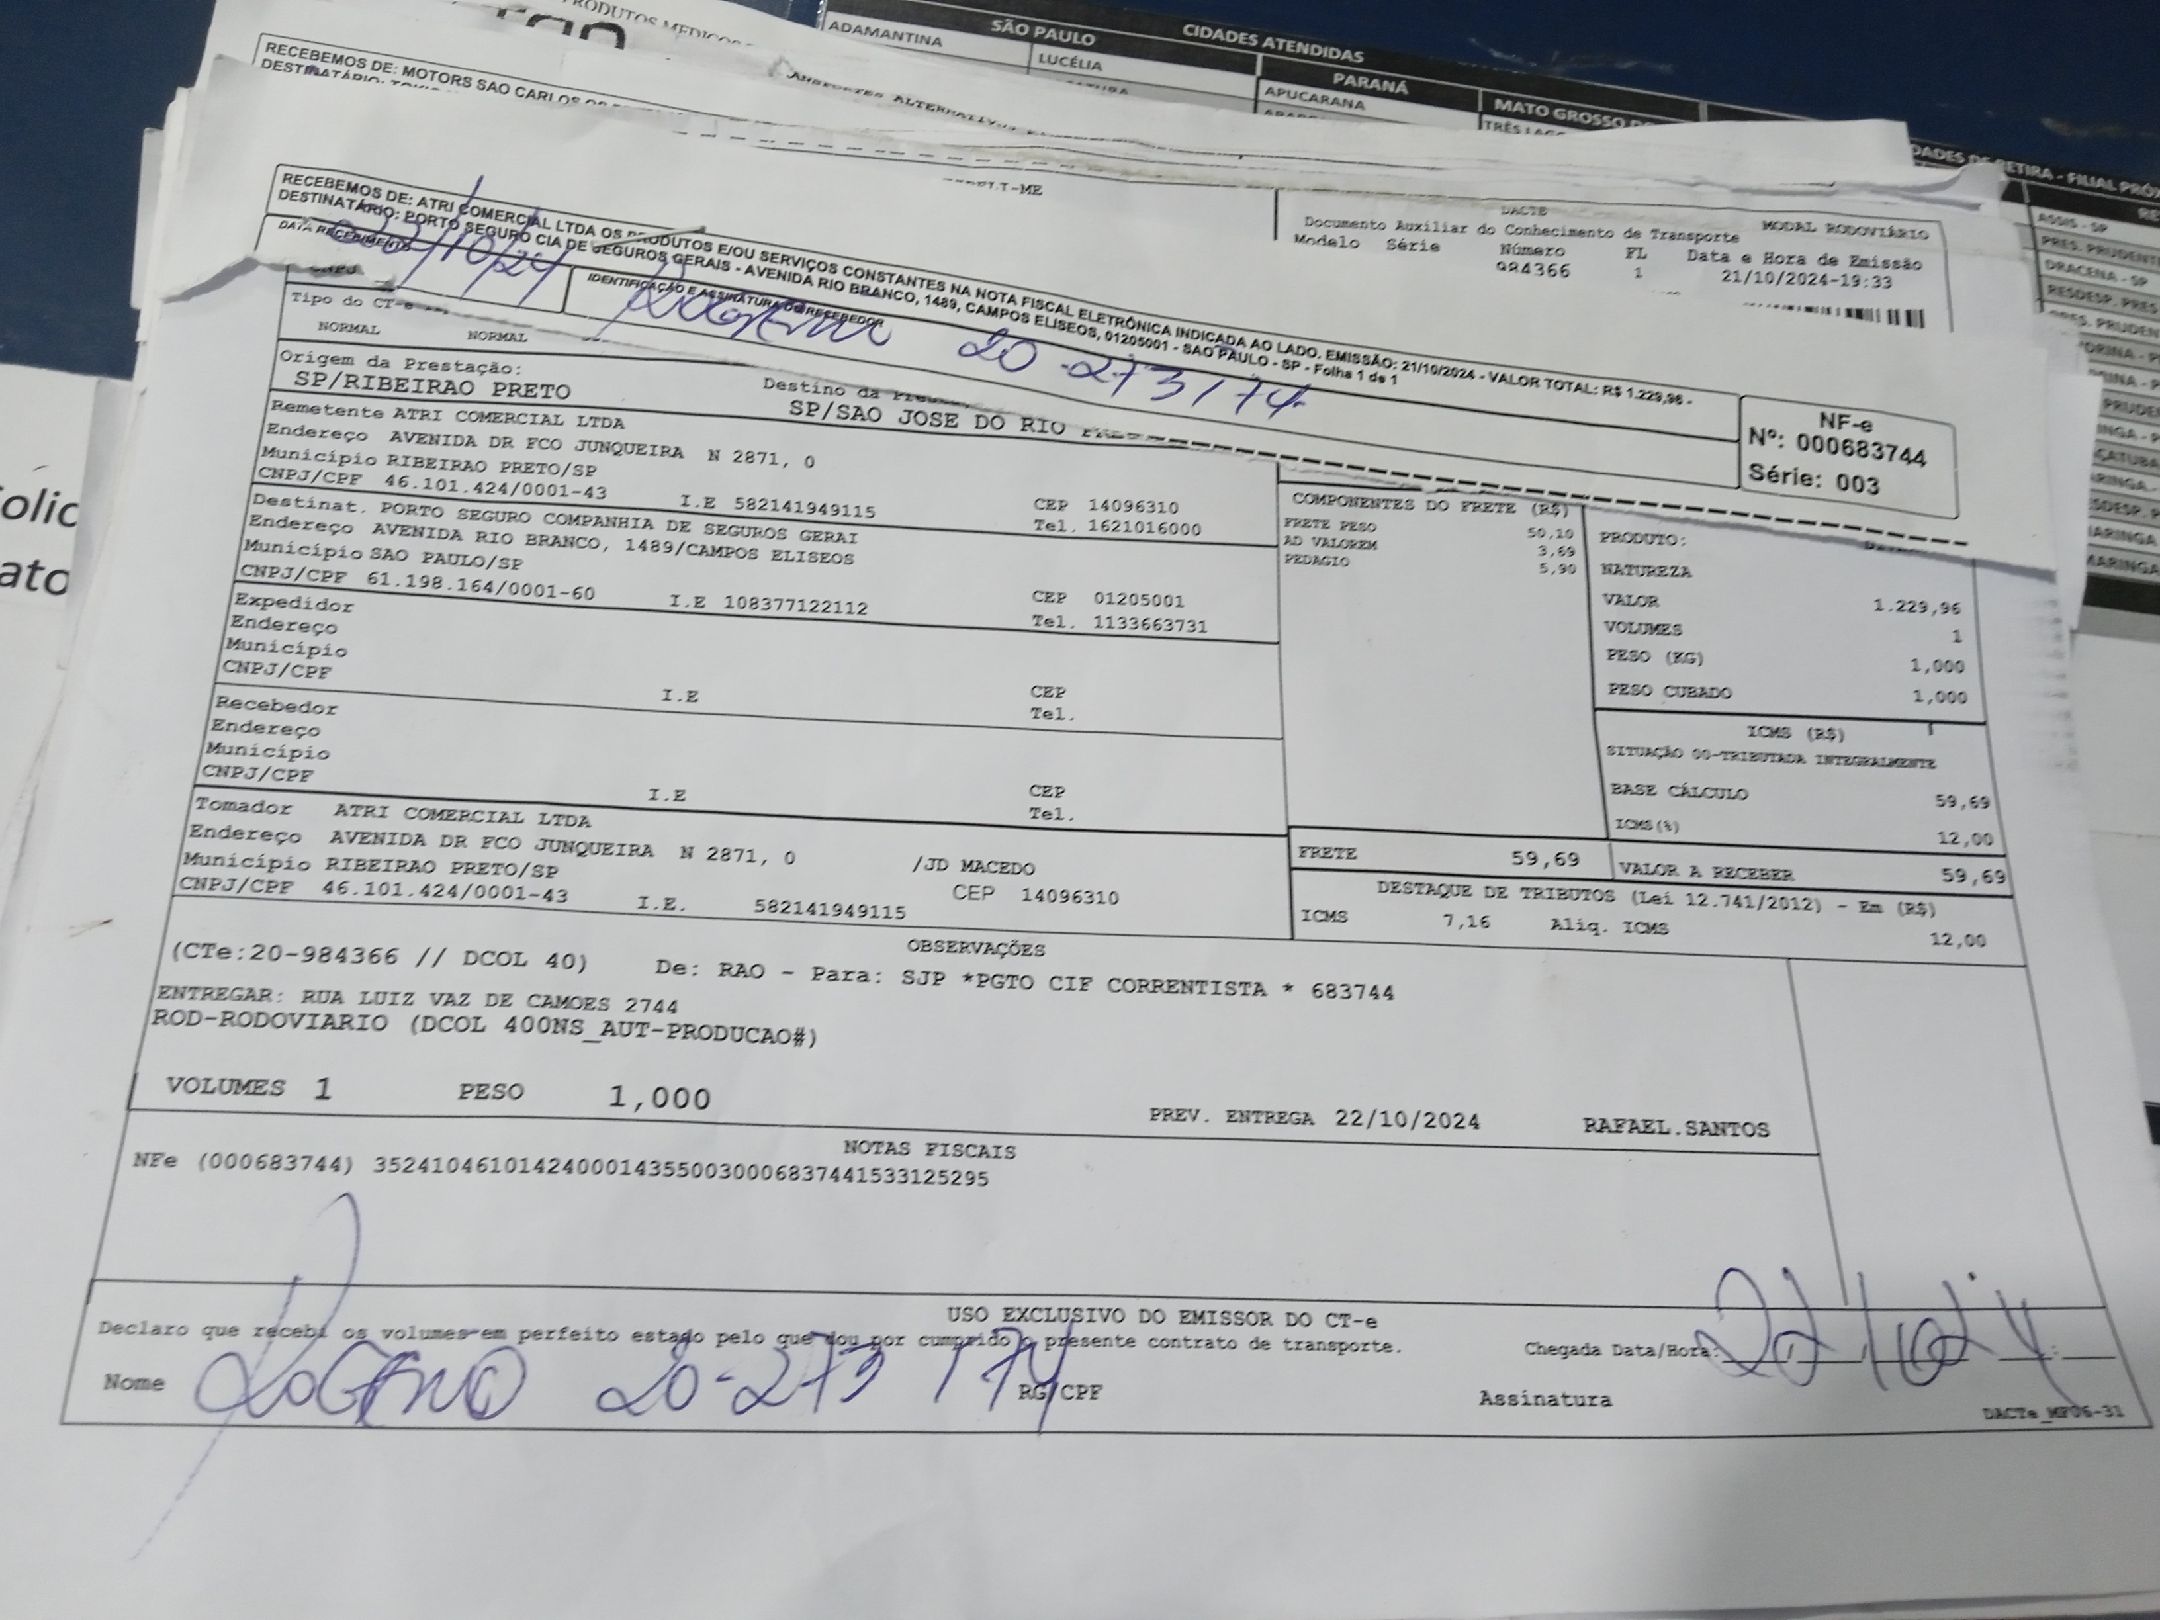 PRODUTOS MEDICOS
SÃO PAULO
CIDADES ATENDIDAS
ADAMANTINA
LUCÉLIA
PARANÁ
APUCARANA
MATO GROSSO
RECEBEMOS DE: MOTORS SAO CARLOS
DESTINATÁRIO:
ASSIS - SP
PRES. PRUDENTE
DRACENA - SP
olic
ato
DACTE
MODAL RODOVIÁRIO
Documento Auxiliar do Conhecimento de Transporte
Modelo Série Número FL Data e Hora de Emissão
984366 1 21/10/2024-19:33
RECEBEMOS DE: ATRI COMERCIAL LTDA OS PRODUTOS E/OU SERVIÇOS CONSTANTES NA NOTA FISCAL ELETRÔNICA INDICADA AO LADO. EMISSÃO: 21/10/2024 - VALOR TOTAL: R$ 1.229,96 -
DESTINATÁRIO: PORTO SEGURO CIA DE SEGUROS GERAIS - AVENIDA RIO BRANCO, 1489, CAMPOS ELISEOS, 01205001 - SAO PAULO - SP - Folha 1 de 1
DATA RECEBIMENTO
IDENTIFICAÇÃO E ASSINATURA DO RECEBEDOR
20-273174
NF-e
Nº: 000683744
Série: 003
Tipo do CT-e
NORMAL NORMAL
Origem da Prestação:
SP/RIBEIRAO PRETO
Destino da
SP/SAO JOSE DO RIO
Remetente ATRI COMERCIAL LTDA
Endereço AVENIDA DR FCO JUNQUEIRA N 2871, 0
Município RIBEIRAO PRETO/SP
CEP 14096310
CNPJ/CPF 46.101.424/0001-43 I.E 582141949115 Tel. 1621016000
Destinat. PORTO SEGURO COMPANHIA DE SEGUROS GERAI
Endereço AVENIDA RIO BRANCO, 1489/CAMPOS ELISEOS
Município SAO PAULO/SP
CEP 01205001
CNPJ/CPF 61.198.164/0001-60 I.E 108377122112 Tel. 1133663731
Expedidor
Endereço
Município
CEP
CNPJ/CPF I.E Tel.
Recebedor
Endereço
Município
CEP
CNPJ/CPF I.E Tel.
Tomador ATRI COMERCIAL LTDA
Endereço AVENIDA DR FCO JUNQUEIRA N 2871, 0 /JD MACEDO
Município RIBEIRAO PRETO/SP CEP 14096310
CNPJ/CPF 46.101.424/0001-43 I.E. 582141949115
COMPONENTES DO FRETE (R$)
FRETE PESO 50,10
AD VALOREM 3,69
PEDAGIO 5,90
PRODUTO:
NATUREZA
VALOR 1.229,96
VOLUMES 1
PESO (KG) 1,000
PESO CUBADO 1,000
ICMS (R$)
SITUAÇÃO 00-TRIBUTADA INTEGRALMENTE
BASE CÁLCULO 59,69
ICMS(%) 12,00
FRETE 59,69 VALOR A RECEBER 59,69
DESTAQUE DE TRIBUTOS (Lei 12.741/2012) - Em (R$)
ICMS 7,16 Aliq. ICMS 12,00
OBSERVAÇÕES
(CTe:20-984366 // DCOL 40) De: RAO - Para: SJP *PGTO CIF CORRENTISTA * 683744
ENTREGAR: RUA LUIZ VAZ DE CAMOES 2744
ROD-RODOVIARIO (DCOL 400NS_AUT-PRODUCAO#)
VOLUMES 1 PESO 1,000 PREV. ENTREGA 22/10/2024 RAFAEL.SANTOS
NOTAS FISCAIS
NFe (000683744) 35241046101424000143550030006837441533125295
USO EXCLUSIVO DO EMISSOR DO CT-e
Declaro que recebi os volumes em perfeito estado pelo que dou por cumprido o presente contrato de transporte.
Chegada Data/Hora:
Nome 20-273174 RG/CPF Assinatura
DACTe_MP06-31